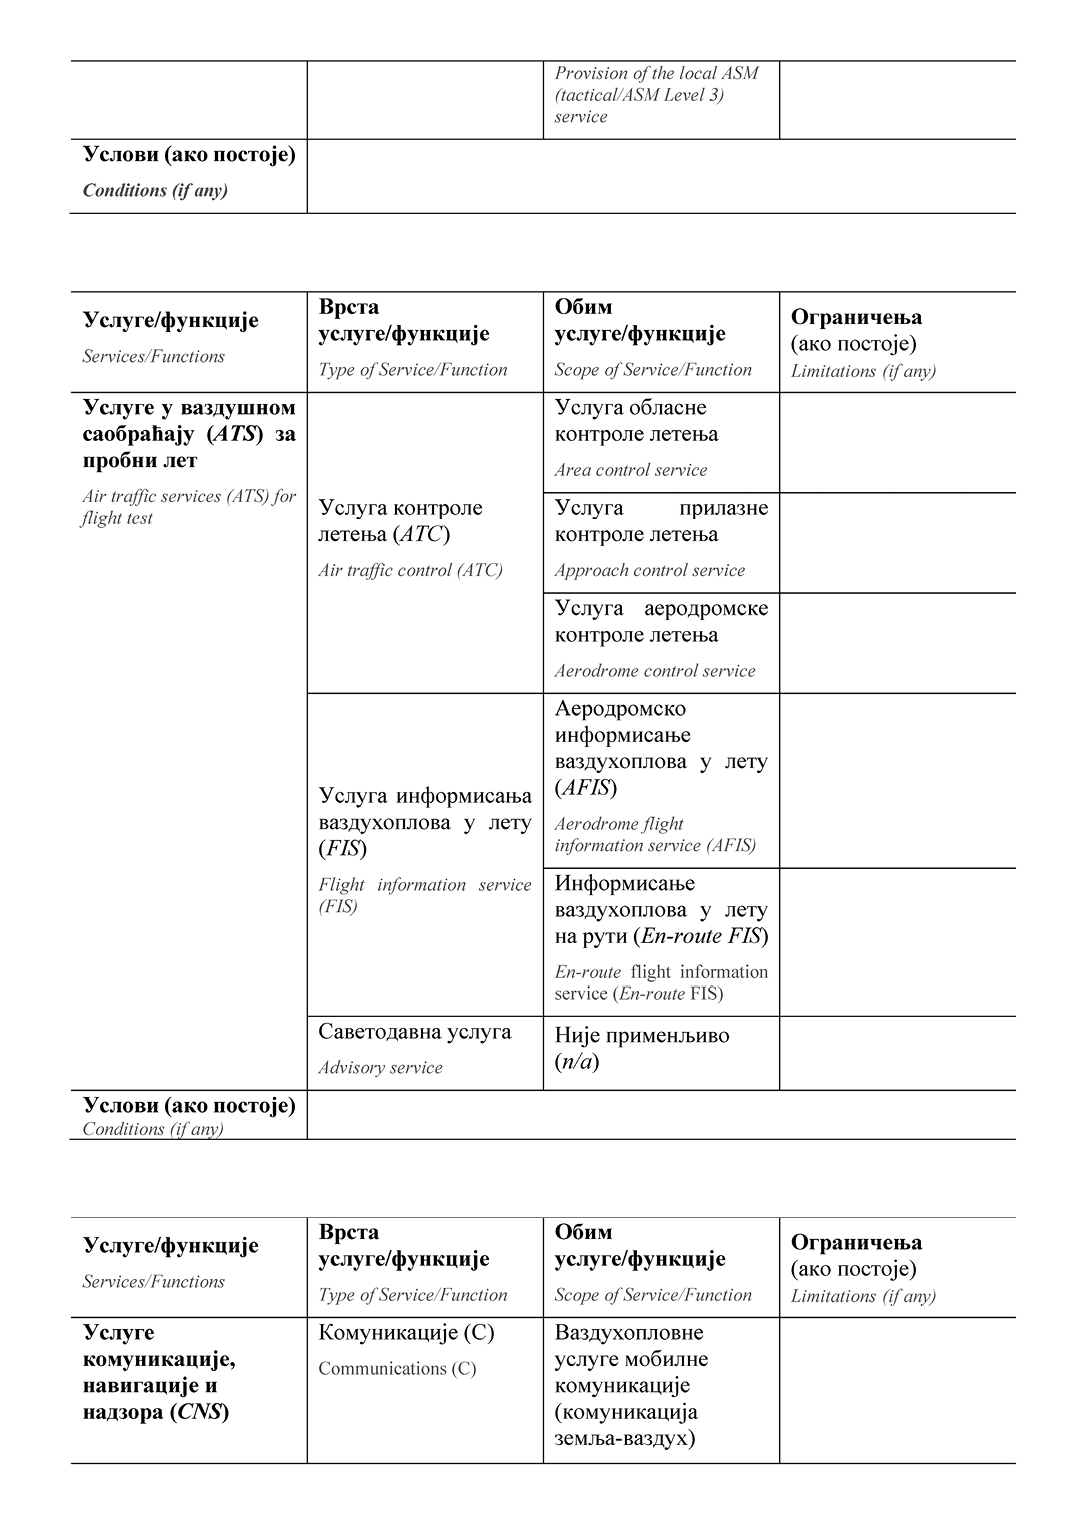 Provision of the local ASM
(tactical/ASM Level 3)
service
Услови (ако постоје)
Conditions (if any)
Услуге/функције
Services/Functions
Врста
услуге/функције
Type of Service/Function
Обим
услуге/функције
Scope of Service/Function
Ограничења
(ако постоје)
Limitations (if any)
Услуге у ваздушном
саобраћају (ATS) за
пробни лет
Air traffic services (ATS) for
flight test
Услуга контроле
летења (ATC)
Air traffic control (ATC)
Услуга обласне
контроле летења
Area control service
Услуга прилазне
контроле летења
Approach control service
Услуга аеродромске
контроле летења
Aerodrome control service
Услуга информисања
ваздухоплова у лету
(FIS)
Flight information service
(FIS)
Аеродромско
информисање
ваздухоплова у лету
(AFIS)
Aerodrome flight
information service (AFIS)
Информисање
ваздухоплова у лету
на рути (En-route FIS)
En-route flight information
service (En-route FIS)
Саветодавна услуга
Advisory service
Није применљиво
(n/a)
Услови (ако постоје)
Conditions (if any)
Услуге/функције
Services/Functions
Врста
услуге/функције
Type of Service/Function
Обим
услуге/функције
Scope of Service/Function
Ограничења
(ако постоје)
Limitations (if any)
Услуге
комуникације,
навигације и
надзора (CNS)
Комуникације (C)
Communications (C)
Ваздухопловне
услуге мобилне
комуникације
(комуникација
земља-ваздух)